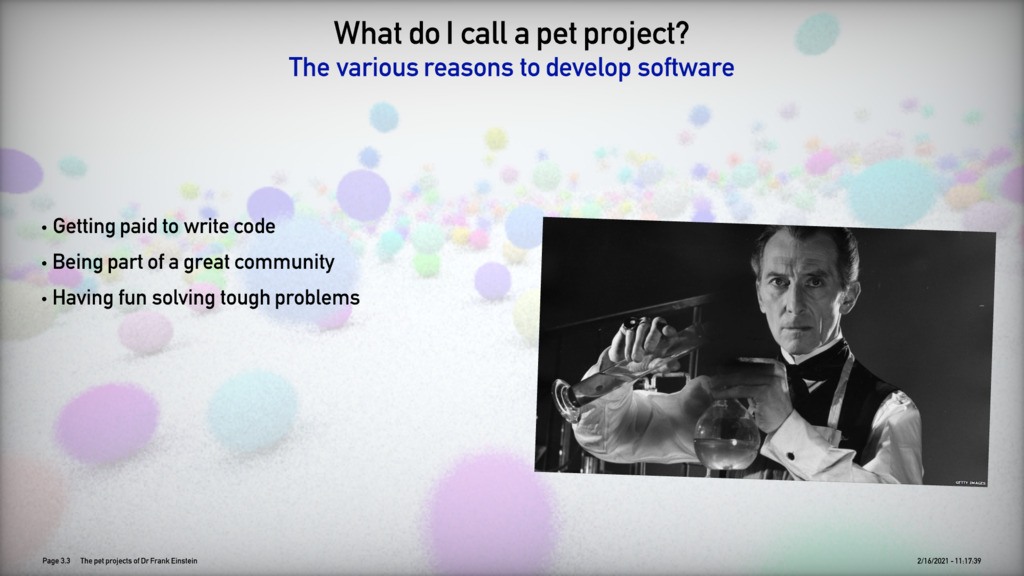 What do I call a pet project?
The various reasons to develop software
• Getting paid to write code
• Being part of a great community
• Having fun solving tough problems
GETTY IMAGES
Page 3.3 The pet projects of Dr Frank Einstein
2/16/2021 - 11:17:39